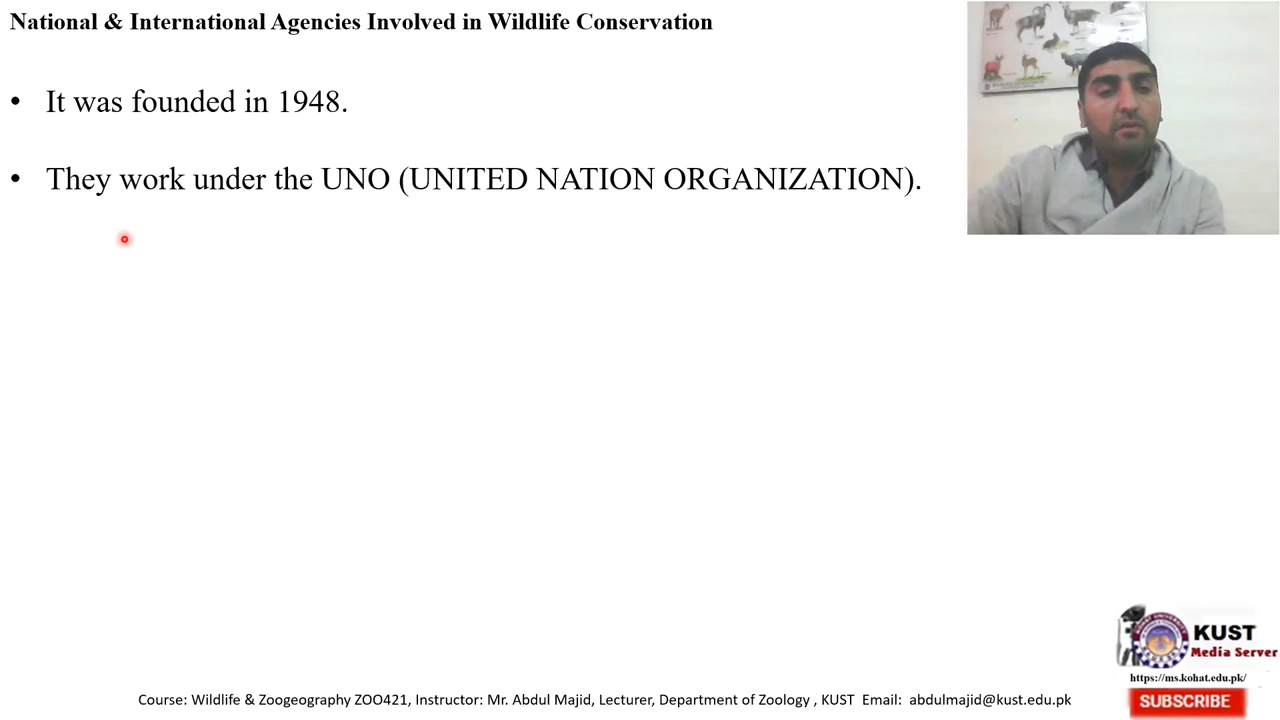 National & International Agencies Involved in Wildlife Conservation
• It was founded in 1948.
• They work under the UNO (UNITED NATION ORGANIZATION).
KUST
Media Server
https://ms.kohat.edu.pk/
SUBSCRIBE
Course: Wildlife & Zoogeography ZOO421, Instructor: Mr. Abdul Majid, Lecturer, Department of Zoology , KUST Email: abdulmajid@kust.edu.pk